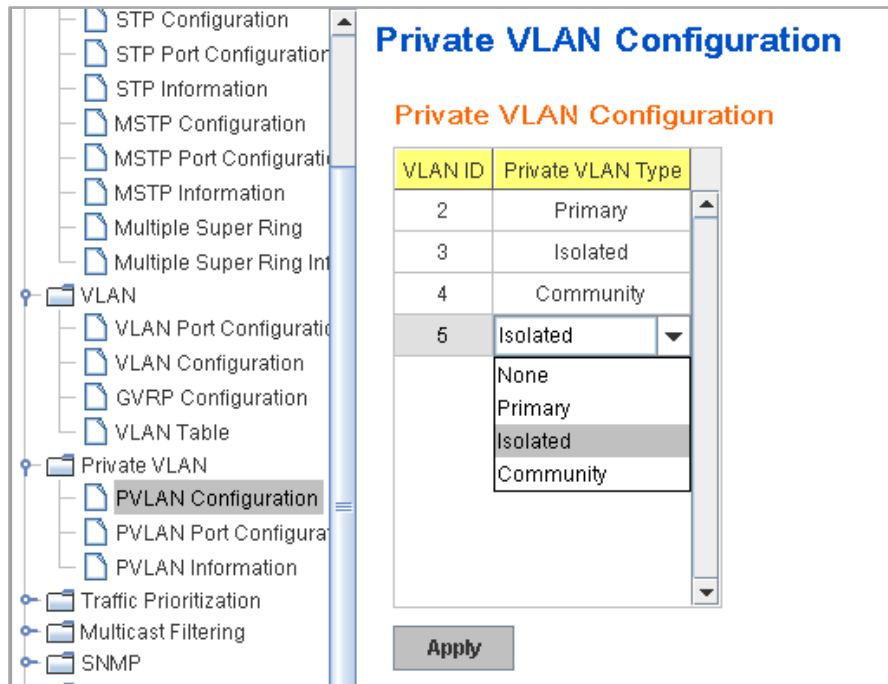 STP Configuration
STP Port Configuration
STP Information
MSTP Configuration
MSTP Port Configurati
MSTP Information
Multiple Super Ring
Multiple Super Ring Inf
VLAN
VLAN Port Configuratio
VLAN Configuration
GVRP Configuration
VLAN Table
Private VLAN
PVLAN Configuration
PVLAN Port Configurat
PVLAN Information
Traffic Prioritization
Multicast Filtering
SNMP
Private VLAN Configuration
Private VLAN Configuration
VLAN ID Private VLAN Type
2 Primary
3 Isolated
4 Community
5 Isolated
None
Primary
Isolated
Community
Apply